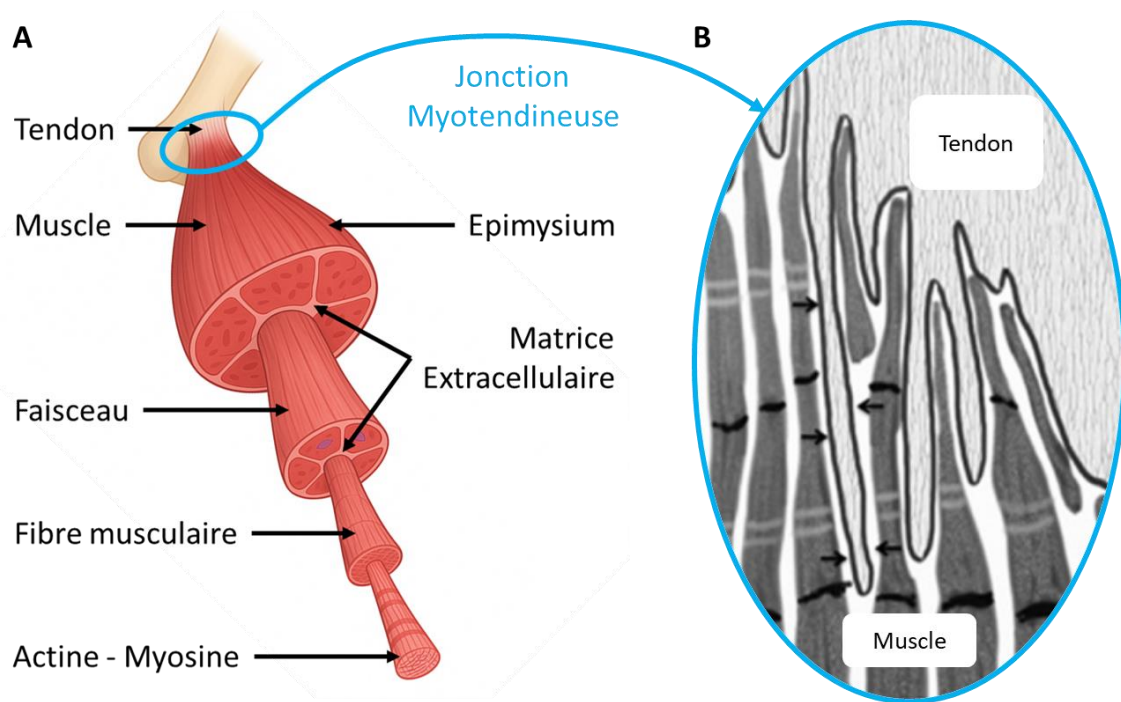 A
B
Jonction
Myotendineuse
Tendon
Muscle
Epimysium
Matrice
Extracellulaire
Faisceau
Fibre musculaire
Actine - Myosine
Tendon
Muscle